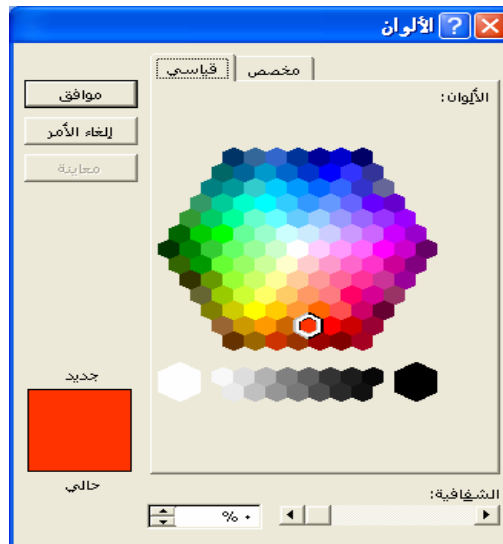 الألوان
قياسي
مخصص
موافق
إلغاء الأمر
معاينة
الألوان:
جديد
حالي
الشفافية:
٠ %